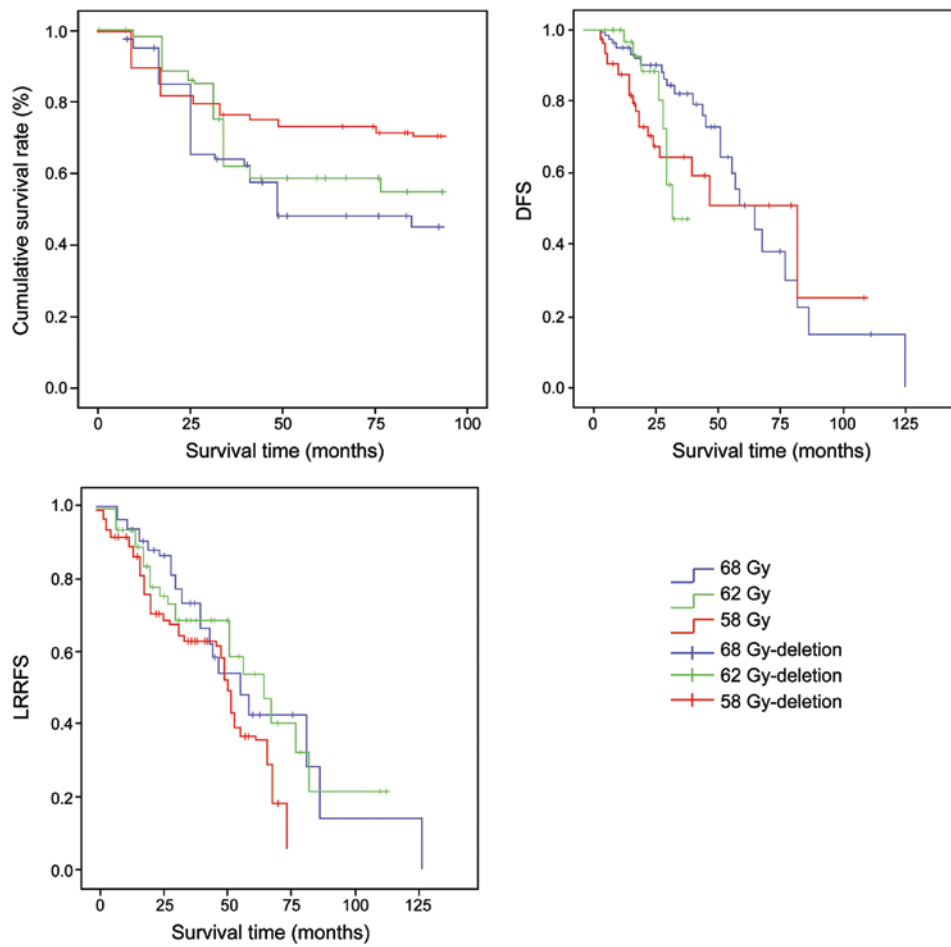 Cumulative survival rate (%)
1.0
0.8
0.6
0.4
0.2
0.0
0 25 50 75 100
Survival time (months)
DFS
1.0
0.8
0.6
0.4
0.2
0.0
0 25 50 75 100 125
Survival time (months)
LRRFS
1.0
0.8
0.6
0.4
0.2
0.0
0 25 50 75 100 125
Survival time (months)
68 Gy
62 Gy
58 Gy
68 Gy-deletion
62 Gy-deletion
58 Gy-deletion